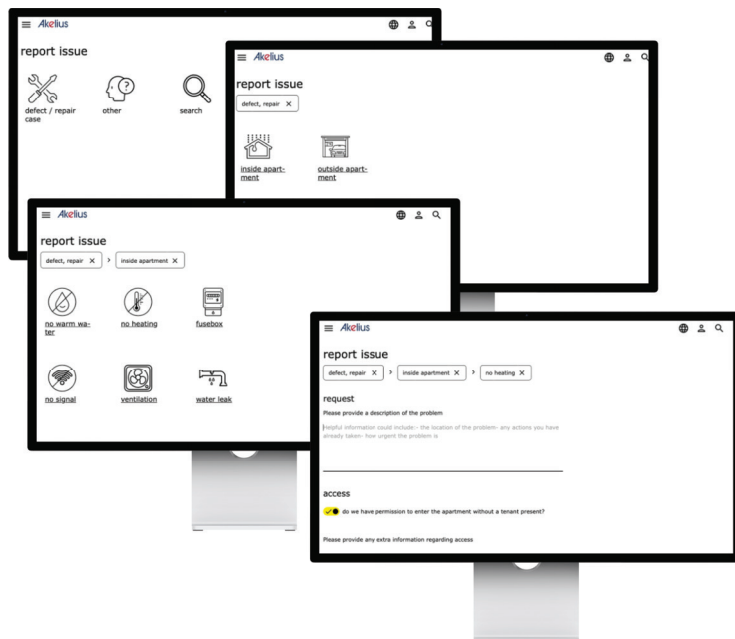 Akelius
report issue
defect / repair
case
other
search
Akelius
report issue
defect, repair X
inside apart-
ment
outside apart-
ment
Akelius
report issue
defect, repair X > inside apartment X
no warm wa-
ter
no heating
fusebox
no signal
ventilation
water leak
Akelius
report issue
defect, repair X > inside apartment X > no heating X
request
Please provide a description of the problem
Helpful information could include:- the location of the problem- any actions you have
already taken- how urgent the problem is
access
do we have permission to enter the apartment without a tenant present?
Please provide any extra information regarding access